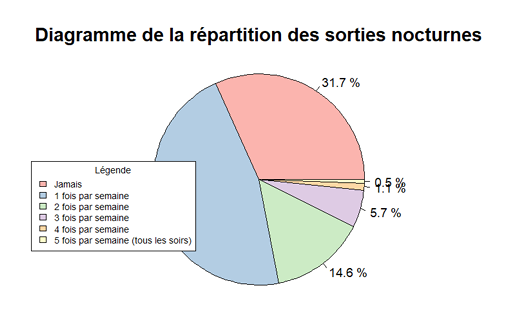 Diagramme de la répartition des sorties nocturnes
31.7 %
0.5 %
1.1 %
5.7 %
14.6 %
Légende
Jamais
1 fois par semaine
2 fois par semaine
3 fois par semaine
4 fois par semaine
5 fois par semaine (tous les soirs)